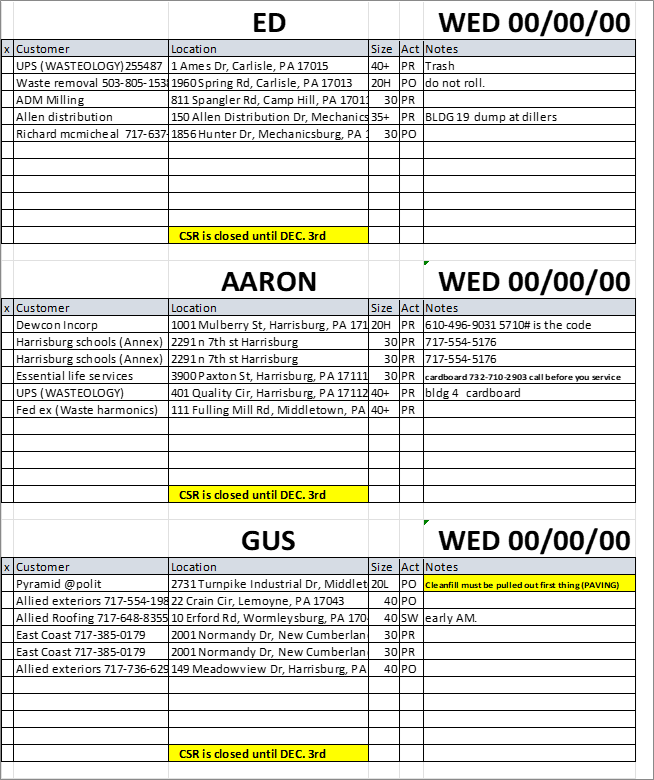 ED WED 00/00/00
x Customer Location Size Act Notes
UPS (WASTEOLOGY)255487 1 Ames Dr, Carlisle, PA 17015 40+ PR Trash
Waste removal 503-805-153 1960 Spring Rd, Carlisle, PA 17013 20H PO do not roll.
ADM Milling 811 Spangler Rd, Camp Hill, PA 1701 30 PR
Allen distribution 150 Allen Distribution Dr, Mechanics 35+ PR BLDG 19 dump at dillers
Richard mcmicheal 717-637- 1856 Hunter Dr, Mechanicsburg, PA 1 30 PO
CSR is closed until DEC. 3rd
AARON WED 00/00/00
x Customer Location Size Act Notes
Dewcon Incorp 1001 Mulberry St, Harrisburg, PA 171 20H PR 610-496-9031 5710# is the code
Harrisburg schools (Annex) 2291 n 7th st Harrisburg 30 PR 717-554-5176
Harrisburg schools (Annex) 2291 n 7th st Harrisburg 30 PR 717-554-5176
Essential life services 3900 Paxton St, Harrisburg, PA 17111 30 PR cardboard 732-710-2903 call before you service
UPS (WASTEOLOGY) 401 Quality Cir, Harrisburg, PA 17112 40+ PR bldg 4 cardboard
Fed ex (Waste harmonics) 111 Fulling Mill Rd, Middletown, PA 40+ PR
CSR is closed until DEC. 3rd
GUS WED 00/00/00
x Customer Location Size Act Notes
Pyramid @polit 2731 Turnpike Industrial Dr, Middlet 20L PO Cleanfill must be pulled out first thing (PAVING)
Allied exteriors 717-554-198 22 Crain Cir, Lemoyne, PA 17043 40 PO
Allied Roofing 717-648-8355 10 Erford Rd, Wormleysburg, PA 170 40 SW early AM.
East Coast 717-385-0179 2001 Normandy Dr, New Cumberlan 30 PR
East Coast 717-385-0179 2001 Normandy Dr, New Cumberlan 30 PR
Allied exteriors 717-736-629 149 Meadowview Dr, Harrisburg, PA 40 PO
CSR is closed until DEC. 3rd